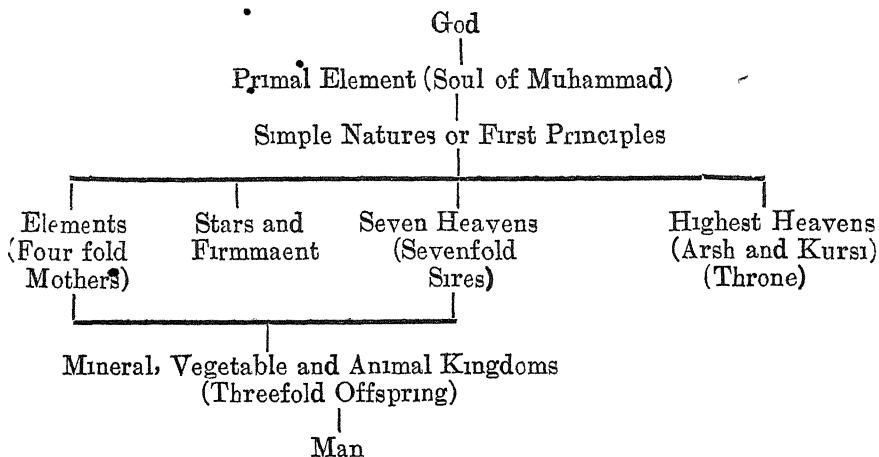 God
Primal Element (Soul of Muhammad)
Simple Natures or First Principles
Elements
(Four fold
Mothers)
Stars and
Firmmaent
Seven Heavens
(Sevenfold
Sires)
Highest Heavens
(Arsh and Kursi)
(Throne)
Mineral, Vegetable and Animal Kingdoms
(Threefold Offspring)
Man